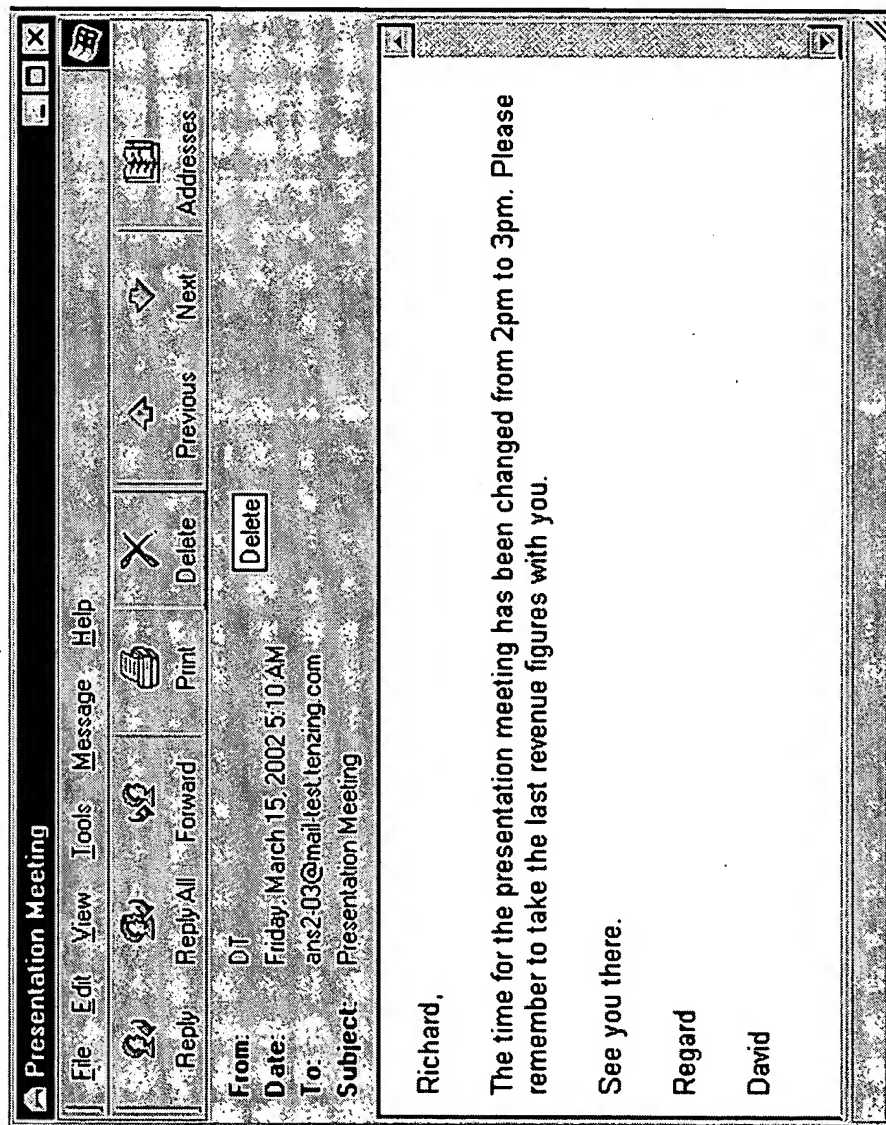 Presentation Meeting
File Edit View Tools Message Help
Reply Reply All Forward Print Delete Previous Next Addresses
Delete
From: DT
Date: Friday, March 15, 2002 5:10 AM
To: ans2-03@mail-test.tenzing.com
Subject: Presentation Meeting
Richard,
The time for the presentation meeting has been changed from 2pm to 3pm. Please
remember to take the last revenue figures with you.
See you there.
Regard
David